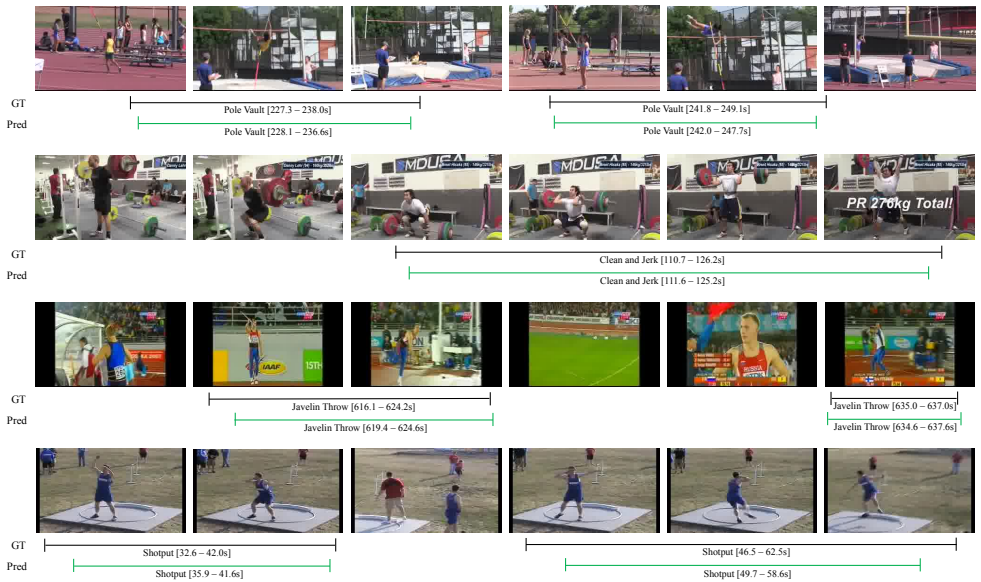 GT
Pole Vault [227.3 – 238.0s]
Pole Vault [241.8 – 249.1s]
Pred
Pole Vault [228.1 – 236.6s]
Pole Vault [242.0 – 247.7s]
SMDUSA
MDUSA
SMDUSA
MDUSA
PR 276kg Total!
GT
Clean and Jerk [110.7 – 126.2s]
Pred
Clean and Jerk [111.6 – 125.2s]
IAAF
15TH
RUSSIA
GT
Javelin Throw [616.1 – 624.2s]
Javelin Throw [635.0 – 637.0s]
Pred
Javelin Throw [619.4 – 624.6s]
Javelin Throw [634.6 – 637.6s]
GT
Shotput [32.6 – 42.0s]
Shotput [46.5 – 62.5s]
Pred
Shotput [35.9 – 41.6s]
Shotput [49.7 – 58.6s]